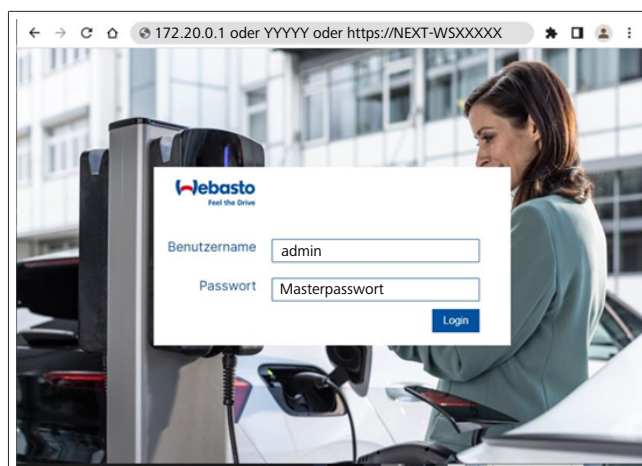 172.20.0.1 oder YYYYY oder https://NEXT-WSXXXXX
Webasto
Feel the Drive
Benutzername
admin
Passwort
Masterpasswort
Login